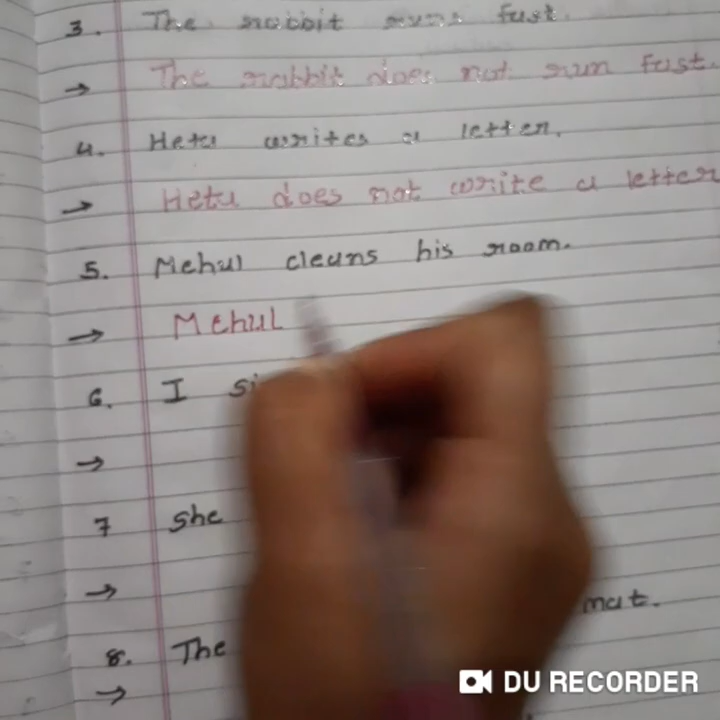 3. The rabbit runs fast.
→ The rabbit does not run fast.
4. Hetu writes a letter.
→ Hetu does not write a letter
5. Mehul cleans his room.
→ Mehul
6. I
→
7 she
→ mat.
8. The
→
DU RECORDER